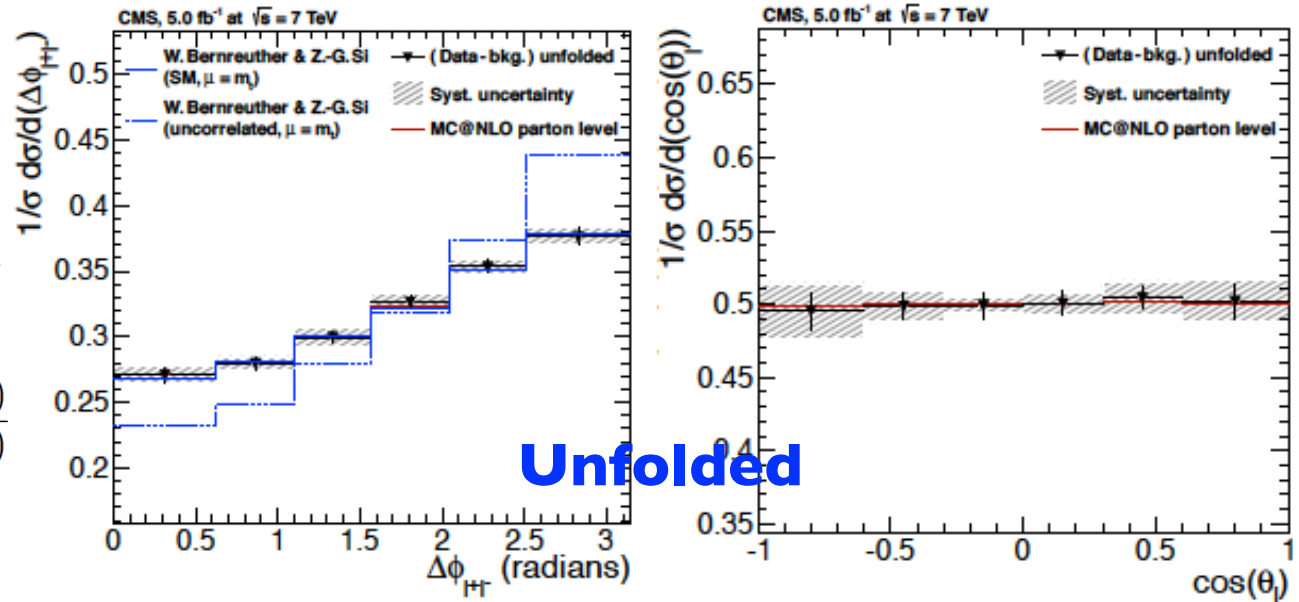 CMS, 5.0 fb⁻¹ at √s = 7 TeV
W. Bernreuther & Z.-G. Si
(SM, μ = mₜ)
W. Bernreuther & Z.-G. Si
(uncorrelated, μ = mₜ)
(Data - bkg.) unfolded
Syst. uncertainty
MC@NLO parton level
1/σ dσ/d(Δφₗ₊ₗ₋)
0.5
0.45
0.4
0.35
0.3
0.25
0.2
0 0.5 1 1.5 2 2.5 3
Δφₗ₊ₗ₋ (radians)
)
)
CMS, 5.0 fb⁻¹ at √s = 7 TeV
(Data - bkg.) unfolded
Syst. uncertainty
MC@NLO parton level
1/σ dσ/d(cos(θₗ))
0.65
0.6
0.55
0.5
0.45
0.4
0.35
-1 -0.5 0 0.5 1
cos(θₗ)
Unfolded